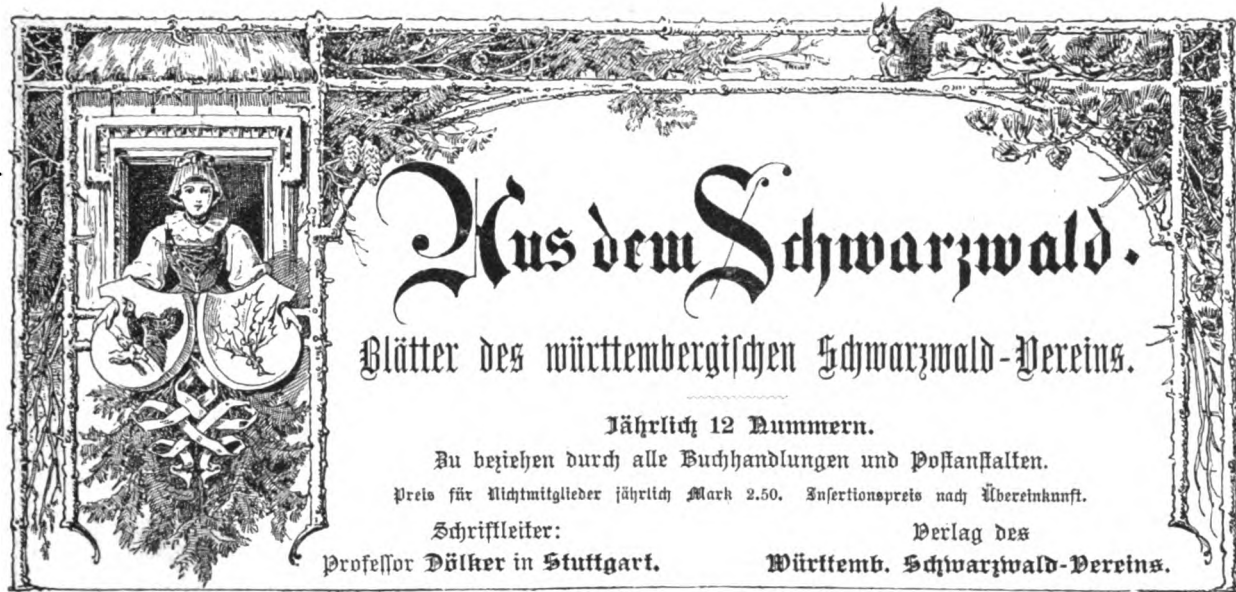 Aus dem Schwarzwald.
Blätter des württembergischen Schwarzwald-Vereins.
Jährlich 12 Nummern.
Zu beziehen durch alle Buchhandlungen und Postanstalten.
Preis für Nichtmitglieder jährlich Mark 2.50. Insertionspreis nach Übereinkunft.
Schriftleiter:
Professor Dölker in Stuttgart.
Verlag des
Württemb. Schwarzwald-Vereins.